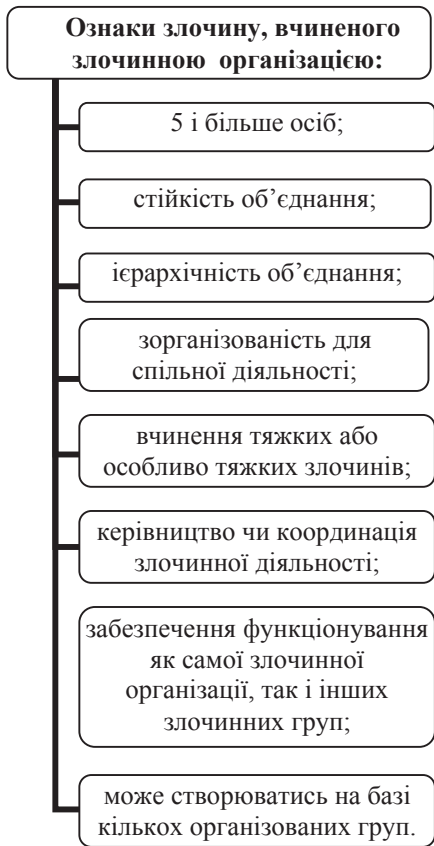 Ознаки злочину, вчиненого
злочинною організацією:
5 і більше осіб;
стійкість об’єднання;
ієрархічність об’єднання;
зорганізованість для
спільної діяльності;
вчинення тяжких або
особливо тяжких злочинів;
керівництво чи координація
злочинної діяльності;
забезпечення функціонування
як самої злочинної
організації, так і інших
злочинних груп;
може створюватись на базі
кількох організованих груп.